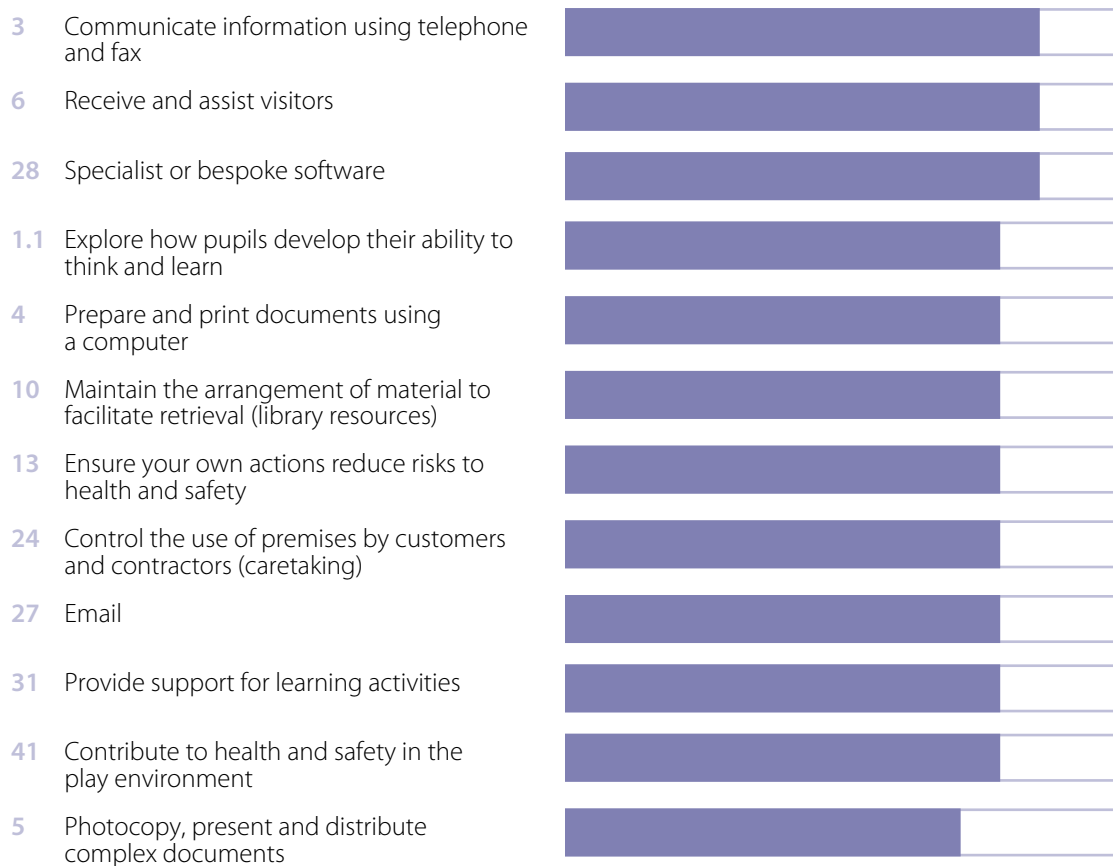 3 Communicate information using telephone
and fax
6 Receive and assist visitors
28 Specialist or bespoke software
1.1 Explore how pupils develop their ability to
think and learn
4 Prepare and print documents using
a computer
10 Maintain the arrangement of material to
facilitate retrieval (library resources)
13 Ensure your own actions reduce risks to
health and safety
24 Control the use of premises by customers
and contractors (caretaking)
27 Email
31 Provide support for learning activities
41 Contribute to health and safety in the
play environment
5 Photocopy, present and distribute
complex documents